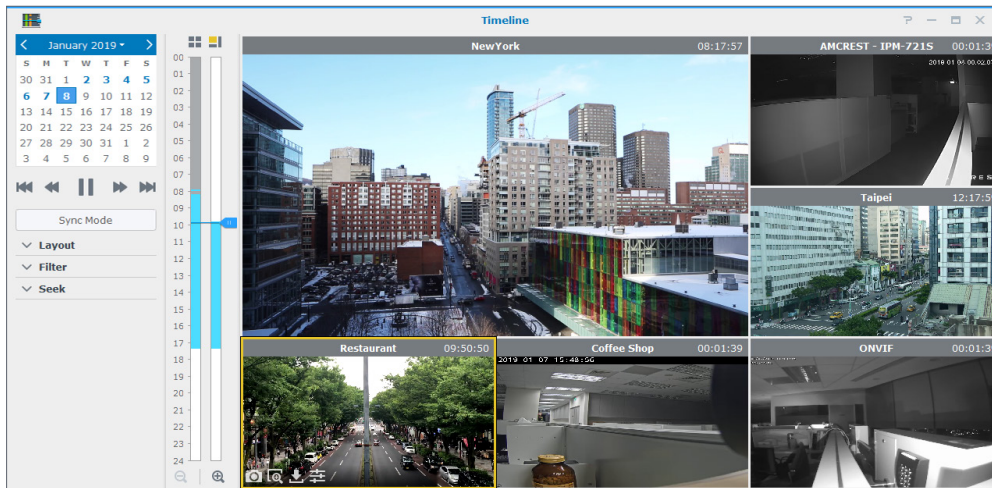 Timeline
January 2019
S M T W T F S
30 31 1 2 3 4 5
6 7 8 9 10 11 12
13 14 15 16 17 18 19
20 21 22 23 24 25 26
27 28 29 30 31 1 2
3 4 5 6 7 8 9
Sync Mode
Layout
Filter
Seek
00
01
02
03
04
05
06
07
08
09
10
11
12
13
14
15
16
17
18
19
20
21
22
23
24
NewYork 08:17:57
AMCREST - IPM-721S 00:01:39
Taipei 12:17:59
Restaurant 09:50:50
Coffee Shop 00:01:39
2019 01 07 15:48:56
ONVIF 00:01:39